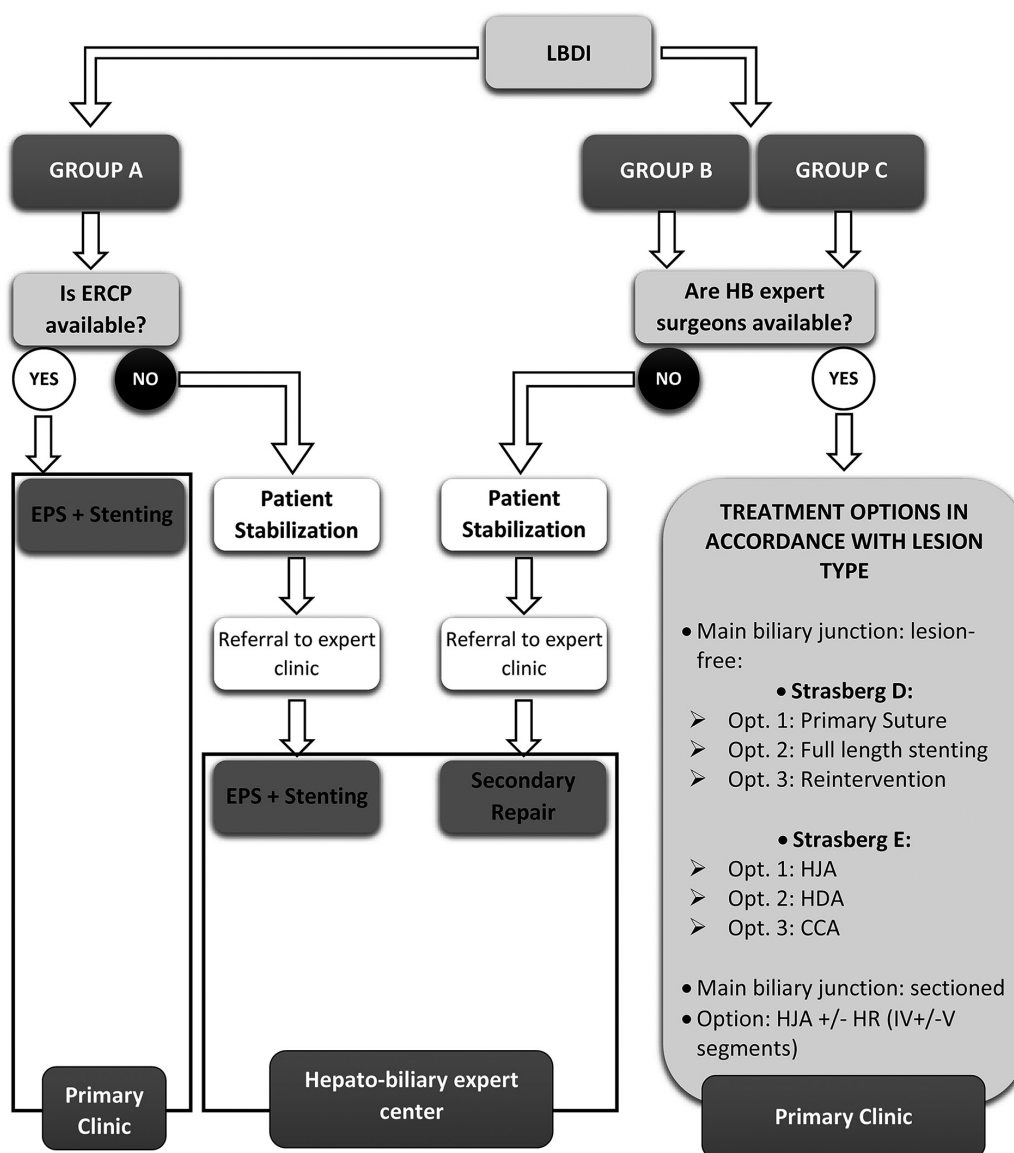 LBDI
GROUP A
GROUP B
GROUP C
Is ERCP
available?
Are HB expert
surgeons available?
YES
NO
NO
YES
EPS + Stenting
Patient
Stabilization
Patient
Stabilization
Referral to expert
clinic
Referral to expert
clinic
EPS + Stenting
Secondary
Repair
TREATMENT OPTIONS IN
ACCORDANCE WITH LESION
TYPE
• Main biliary junction: lesion-
free:
• Strasberg D:
➢ Opt. 1: Primary Suture
➢ Opt. 2: Full length stenting
➢ Opt. 3: Reintervention
• Strasberg E:
➢ Opt. 1: HJA
➢ Opt. 2: HDA
➢ Opt. 3: CCA
• Main biliary junction: sectioned
• Option: HJA +/- HR (IV+/-V
segments)
Primary
Clinic
Hepato-biliary expert
center
Primary Clinic